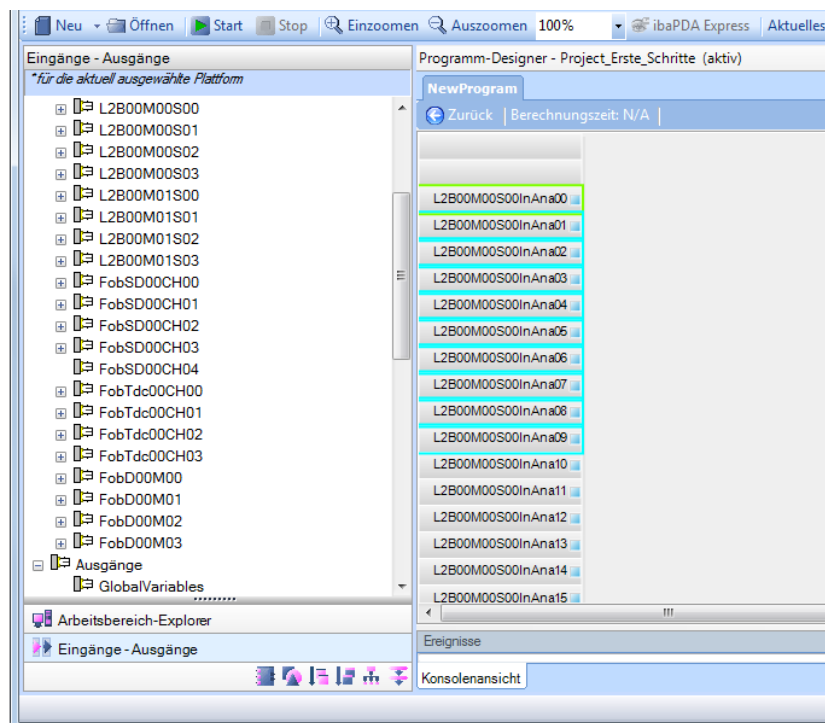 Neu Öffnen Start Stop Einzoomen Auszoomen 100% ibaPDA Express Aktuelles
Eingänge - Ausgänge
*für die aktuell ausgewählte Plattform
L2B00M00S00
L2B00M00S01
L2B00M00S02
L2B00M00S03
L2B00M01S00
L2B00M01S01
L2B00M01S02
L2B00M01S03
FobSD00CH00
FobSD00CH01
FobSD00CH02
FobSD00CH03
FobSD00CH04
FobTdc00CH00
FobTdc00CH01
FobTdc00CH02
FobTdc00CH03
FobD00M00
FobD00M01
FobD00M02
FobD00M03
Ausgänge
GlobalVariables
Arbeitsbereich-Explorer
Eingänge - Ausgänge
Programm-Designer - Project_Erste_Schritte (aktiv)
NewProgram
Zurück Berechnungszeit: N/A
L2B00M00S00InAna00
L2B00M00S00InAna01
L2B00M00S00InAna02
L2B00M00S00InAna03
L2B00M00S00InAna04
L2B00M00S00InAna05
L2B00M00S00InAna06
L2B00M00S00InAna07
L2B00M00S00InAna08
L2B00M00S00InAna09
L2B00M00S00InAna10
L2B00M00S00InAna11
L2B00M00S00InAna12
L2B00M00S00InAna13
L2B00M00S00InAna14
L2B00M00S00InAna15
Ereignisse
Konsolenansicht